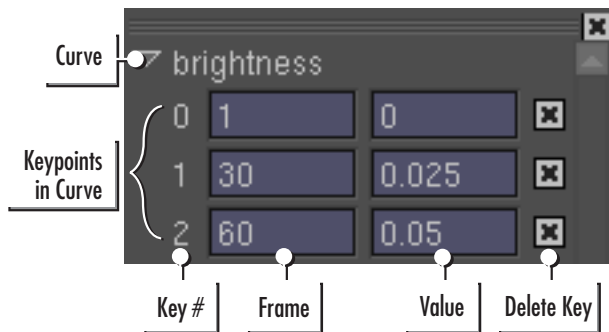 Curve
brightness
0 1 0
Keypoints
in Curve
1 30 0.025
2 60 0.05
Key # Frame Value Delete Key